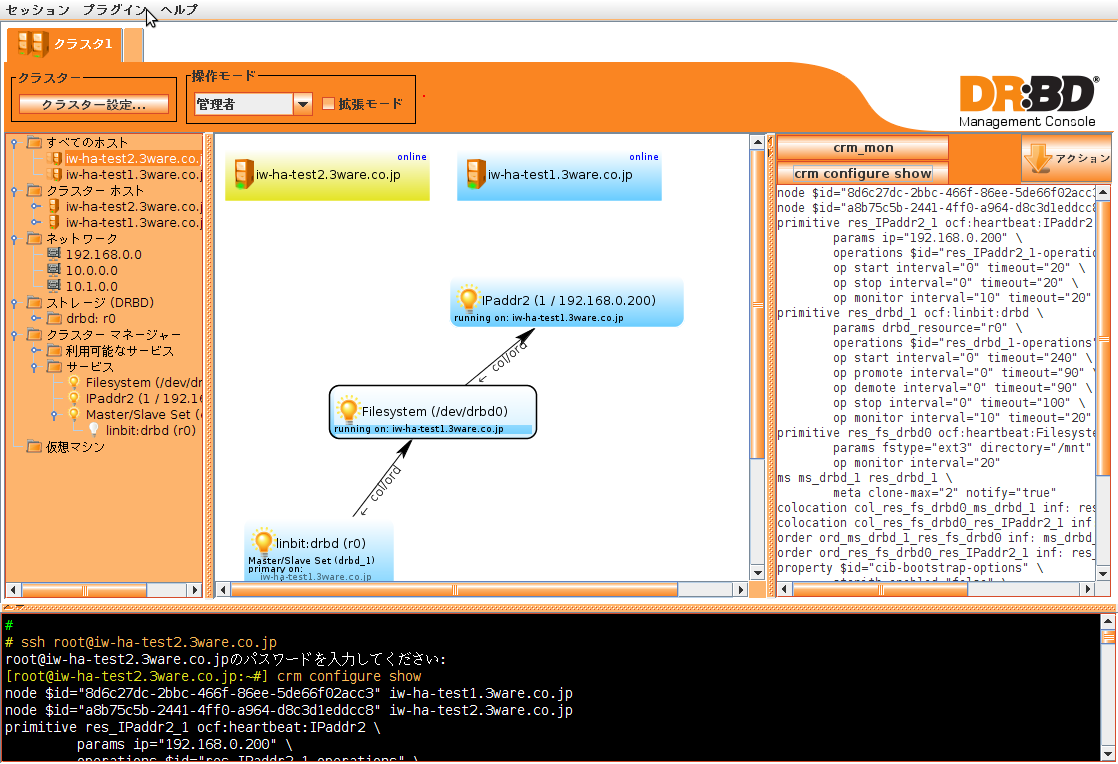 セッション プラグイン ヘルプ
クラスタ1
クラスター
クラスター設定...
操作モード
管理者
拡張モード
DR:BD®
Management Console
すべてのホスト
iw-ha-test2.3ware.co.
iw-ha-test1.3ware.co.
クラスター ホスト
iw-ha-test2.3ware.co.
iw-ha-test1.3ware.co.
ネットワーク
192.168.0.0
10.0.0.0
10.1.0.0
ストレージ (DRBD)
drbd: r0
クラスター マネージャー
利用可能なサービス
サービス
Filesystem (/dev/dr
IPaddr2 (1 / 192.16
Master/Slave Set (
linbit:drbd (r0)
仮想マシン
online
iw-ha-test2.3ware.co.jp
online
iw-ha-test1.3ware.co.jp
IPaddr2 (1 / 192.168.0.200)
running on: iw-ha-test1.3ware.co.jp
← col/ord
Filesystem (/dev/drbd0)
running on: iw-ha-test1.3ware.co.jp
← col/ord
linbit:drbd (r0)
Master/Slave Set (drbd_1)
primary on:
iw-ha-test1.3ware.co.jp
crm_mon
crm configure show
アクション
node $id="8d6c27dc-2bbc-466f-86ee-5de66f02acc3
node $id="a8b75c5b-2441-4ff0-a964-d8c3d1eddcc8
primitive res_IPaddr2_1 ocf:heartbeat:IPaddr2
params ip="192.168.0.200" \
operations $id="res_IPaddr2_1-operatio
op start interval="0" timeout="20" \
op stop interval="0" timeout="20" \
op monitor interval="10" timeout="20"
primitive res_drbd_1 ocf:linbit:drbd \
params drbd_resource="r0" \
operations $id="res_drbd_1-operations"
op start interval="0" timeout="240" \
op promote interval="0" timeout="90" \
op demote interval="0" timeout="90" \
op stop interval="0" timeout="100" \
op monitor interval="10" timeout="20"
primitive res_fs_drbd0 ocf:heartbeat:Filesyste
params fstype="ext3" directory="/mnt"
op monitor interval="20"
ms ms_drbd_1 res_drbd_1 \
meta clone-max="2" notify="true"
colocation col_res_fs_drbd0_ms_drbd_1 inf: res
colocation col_res_fs_drbd0_res_IPaddr2_1 inf
order ord_ms_drbd_1_res_fs_drbd0 inf: ms_drbd_
order ord_res_fs_drbd0_res_IPaddr2_1 inf: res_
property $id="cib-bootstrap-options" \
stonith-enabled="false" \
#
# ssh root@iw-ha-test2.3ware.co.jp
root@iw-ha-test2.3ware.co.jpのパスワードを入力してください:
[root@iw-ha-test2.3ware.co.jp:~#] crm configure show
node $id="8d6c27dc-2bbc-466f-86ee-5de66f02acc3" iw-ha-test1.3ware.co.jp
node $id="a8b75c5b-2441-4ff0-a964-d8c3d1eddcc8" iw-ha-test2.3ware.co.jp
primitive res_IPaddr2_1 ocf:heartbeat:IPaddr2 \
params ip="192.168.0.200" \
operations $id="res_IPaddr2_1-operations" \